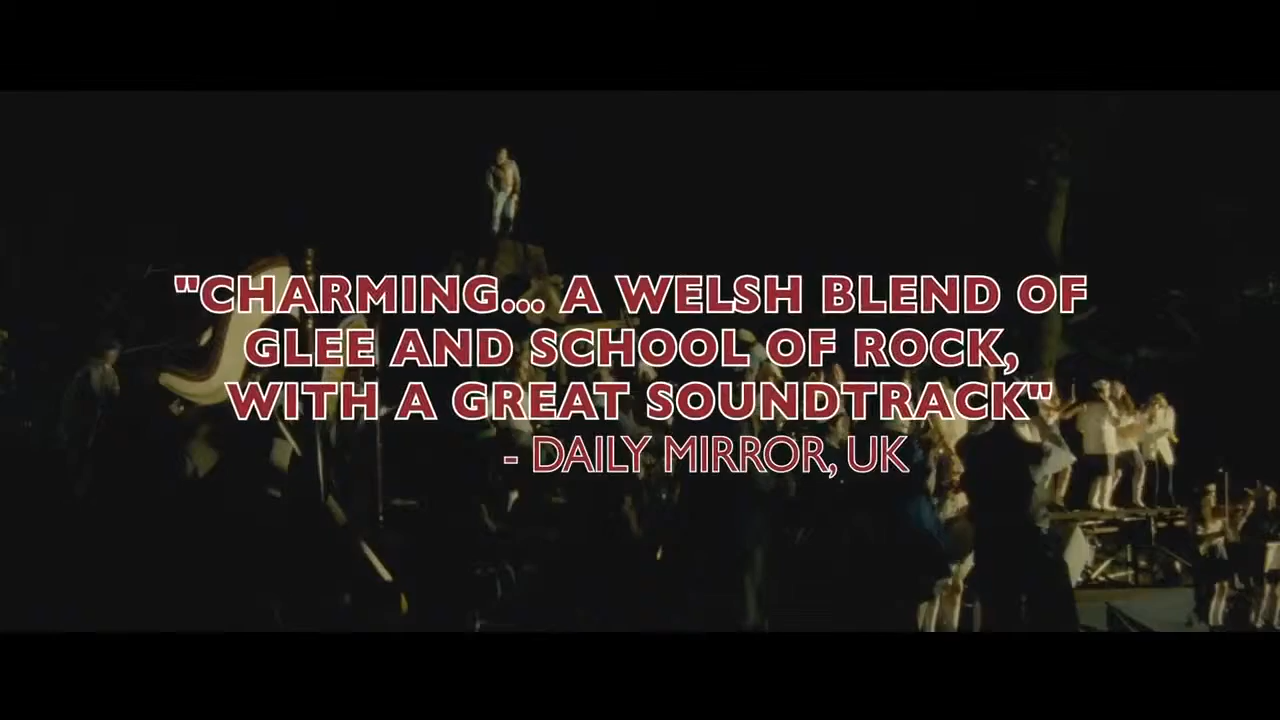 "CHARMING... A WELSH BLEND OF
GLEE AND SCHOOL OF ROCK,
WITH A GREAT SOUNDTRACK"
- DAILY MIRROR, UK